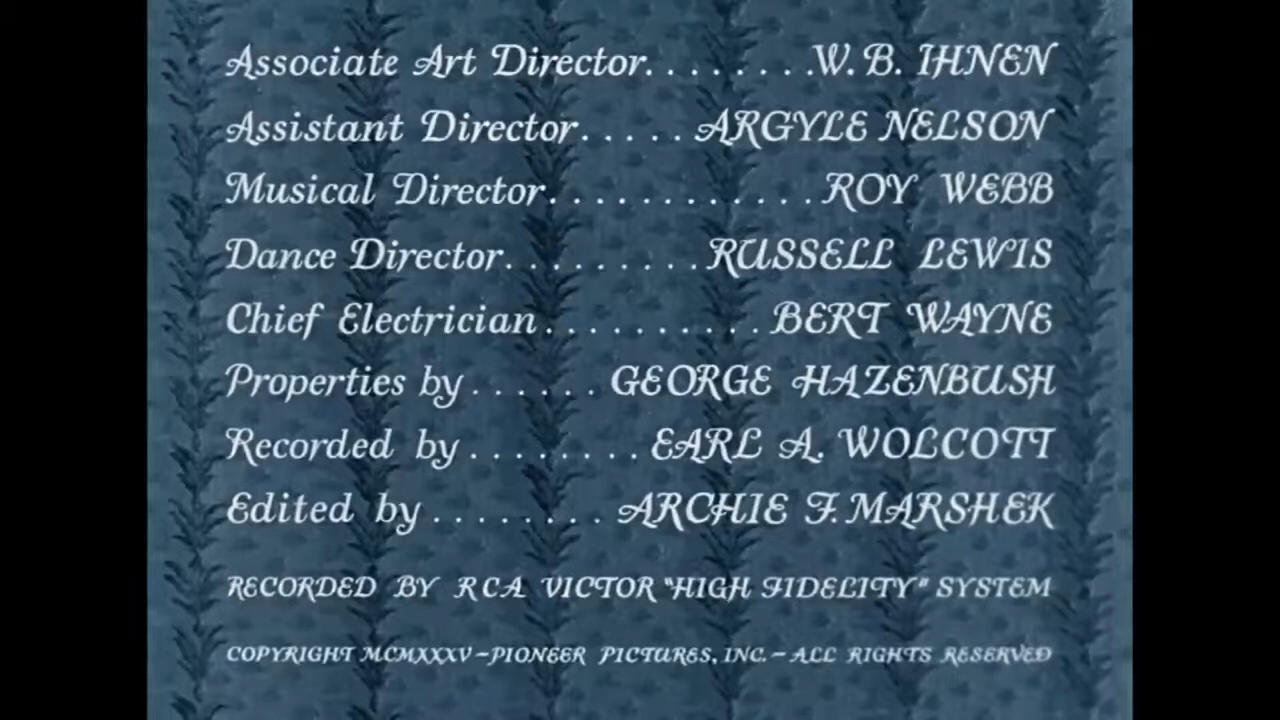 Associate Art Director. . . . . . . . W. B. IHNEN
Assistant Director. . . . . ARGYLE NELSON
Musical Director. . . . . . . . . . . . . ROY WEBB
Dance Director. . . . . . . . . . RUSSELL LEWIS
Chief Electrician . . . . . . . . . . . BERT WAYNE
Properties by . . . . . . GEORGE HAZENBUSH
Recorded by . . . . . . . . EARL A. WOLCOTT
Edited by . . . . . . . . ARCHIE F. MARSHEK
RECORDED BY RCA VICTOR "HIGH FIDELITY" SYSTEM
COPYRIGHT MCMXXXV—PIONEER PICTURES, INC.—ALL RIGHTS RESERVED